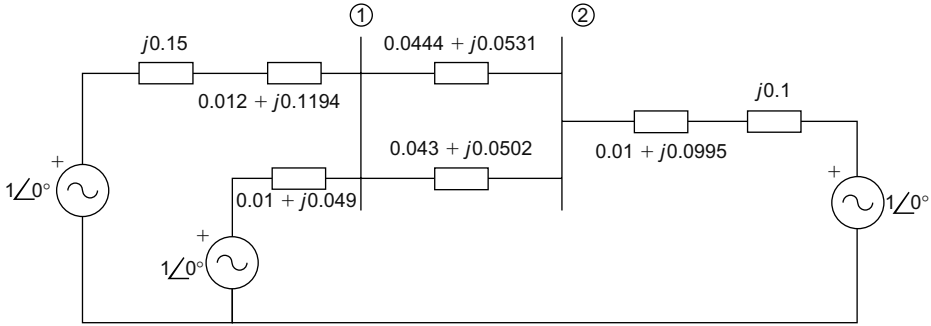 ① ②
j0.15
0.0444 + j0.0531
0.012 + j0.1194
j0.1
0.043 + j0.0502
0.01 + j0.0995
0.01 + j0.049
+
1∠0°
+
1∠0°
+
1∠0°